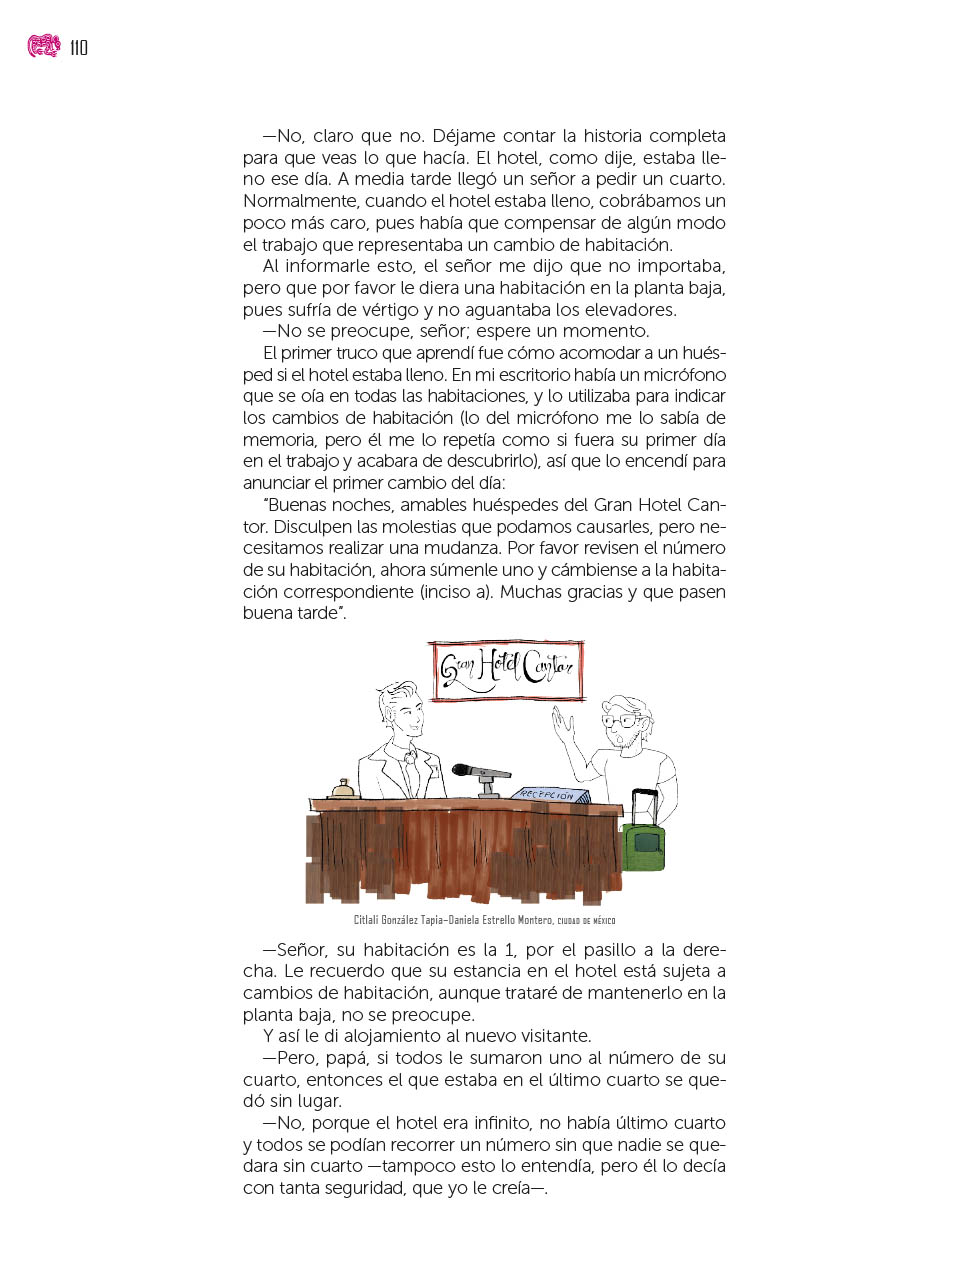 110
—No, claro que no. Déjame contar la historia completa
para que veas lo que hacía. El hotel, como dije, estaba lle-
no ese día. A media tarde llegó un señor a pedir un cuarto.
Normalmente, cuando el hotel estaba lleno, cobrábamos un
poco más caro, pues había que compensar de algún modo
el trabajo que representaba un cambio de habitación.
Al informarle esto, el señor me dijo que no importaba,
pero que por favor le diera una habitación en la planta baja,
pues sufría de vértigo y no aguantaba los elevadores.
—No se preocupe, señor; espere un momento.
El primer truco que aprendí fue cómo acomodar a un hués-
ped si el hotel estaba lleno. En mi escritorio había un micrófono
que se oía en todas las habitaciones, y lo utilizaba para indicar
los cambios de habitación (lo del micrófono me lo sabía de
memoria, pero él me lo repetía como si fuera su primer día
en el trabajo y acabara de descubrirlo), así que lo encendí para
anunciar el primer cambio del día:
“Buenas noches, amables huéspedes del Gran Hotel Can-
tor. Disculpen las molestias que podamos causarles, pero ne-
cesitamos realizar una mudanza. Por favor revisen el número
de su habitación, ahora súmenle uno y cámbiense a la habita-
ción correspondiente (inciso a). Muchas gracias y que pasen
buena tarde”.
Gran Hotel Cantor
RECEPCIÓN
Citlali González Tapia–Daniela Estrello Montero, CIUDAD DE MÉXICO
—Señor, su habitación es la 1, por el pasillo a la dere-
cha. Le recuerdo que su estancia en el hotel está sujeta a
cambios de habitación, aunque trataré de mantenerlo en la
planta baja, no se preocupe.
Y así le di alojamiento al nuevo visitante.
—Pero, papá, si todos le sumaron uno al número de su
cuarto, entonces el que estaba en el último cuarto se que-
dó sin lugar.
—No, porque el hotel era infinito, no había último cuarto
y todos se podían recorrer un número sin que nadie se que-
dara sin cuarto —tampoco esto lo entendía, pero él lo decía
con tanta seguridad, que yo le creía—.